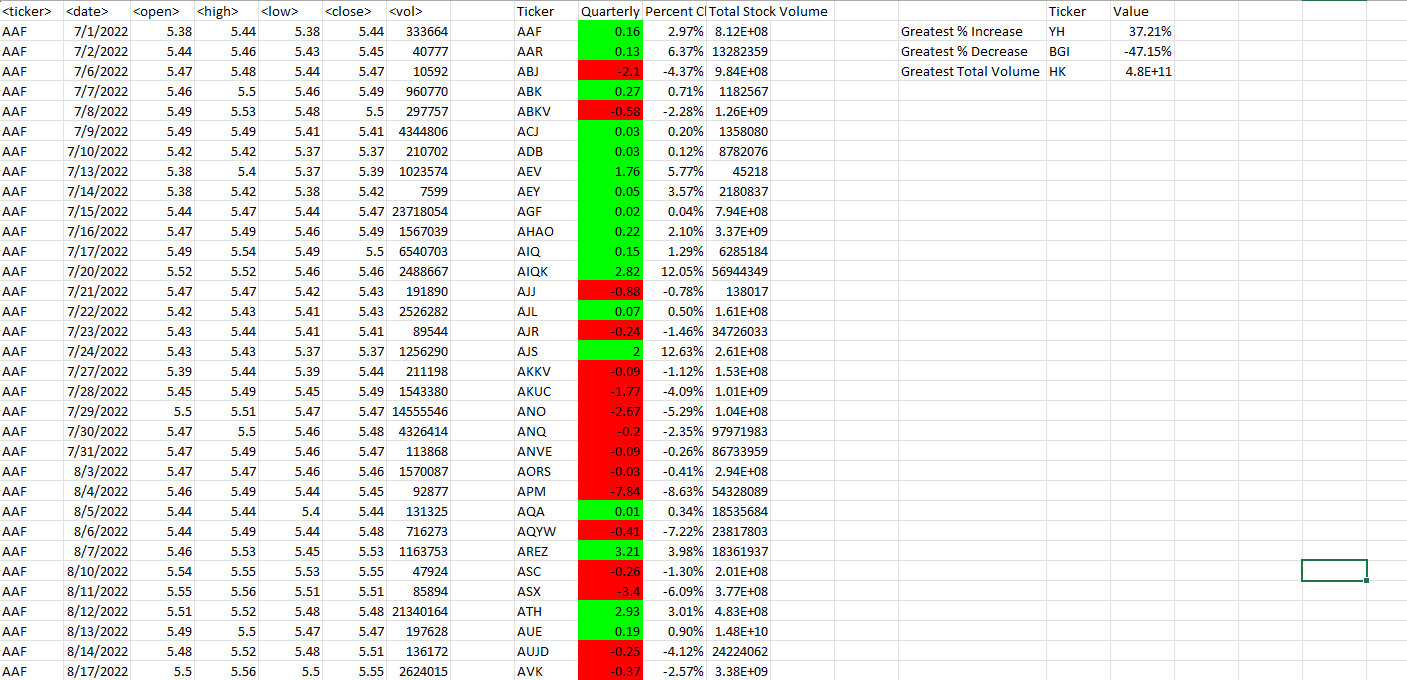 <ticker> <date> <open> <high> <low> <close> <vol> Ticker Quarterly Percent Cl Total Stock Volume Ticker Value
AAF 7/1/2022 5.38 5.44 5.38 5.44 333664 AAF 0.16 2.97% 8.12E+08 Greatest % Increase YH 37.21%
AAF 7/2/2022 5.44 5.46 5.43 5.45 40777 AAR 0.13 6.37% 13282359 Greatest % Decrease BGI -47.15%
AAF 7/6/2022 5.47 5.48 5.44 5.47 10592 ABJ -2.1 -4.37% 9.84E+08 Greatest Total Volume HK 4.8E+11
AAF 7/7/2022 5.46 5.5 5.46 5.49 960770 ABK 0.27 0.71% 1182567
AAF 7/8/2022 5.49 5.53 5.48 5.5 297757 ABKV -0.58 -2.28% 1.26E+09
AAF 7/9/2022 5.49 5.49 5.41 5.41 4344806 ACJ 0.03 0.20% 1358080
AAF 7/10/2022 5.42 5.42 5.37 5.37 210702 ADB 0.03 0.12% 8782076
AAF 7/13/2022 5.38 5.4 5.37 5.39 1023574 AEV 1.76 5.77% 45218
AAF 7/14/2022 5.38 5.42 5.38 5.42 7599 AEY 0.05 3.57% 2180837
AAF 7/15/2022 5.44 5.47 5.44 5.47 23718054 AGF 0.02 0.04% 7.94E+08
AAF 7/16/2022 5.47 5.49 5.46 5.49 1567039 AHAO 0.22 2.10% 3.37E+09
AAF 7/17/2022 5.49 5.54 5.49 5.5 6540703 AIQ 0.15 1.29% 6285184
AAF 7/20/2022 5.52 5.52 5.46 5.46 2488667 AIQK 2.82 12.05% 56944349
AAF 7/21/2022 5.47 5.47 5.42 5.43 191890 AJJ -0.88 -0.78% 138017
AAF 7/22/2022 5.42 5.43 5.41 5.43 2526282 AJL 0.07 0.50% 1.61E+08
AAF 7/23/2022 5.43 5.44 5.41 5.41 89544 AJR -0.24 -1.46% 34726033
AAF 7/24/2022 5.43 5.43 5.37 5.37 1256290 AJS 2 12.63% 2.61E+08
AAF 7/27/2022 5.39 5.44 5.39 5.44 211198 AKKV -0.09 -1.12% 1.53E+08
AAF 7/28/2022 5.45 5.49 5.45 5.49 1543380 AKUC -1.77 -4.09% 1.01E+09
AAF 7/29/2022 5.5 5.51 5.47 5.47 14555546 ANO -2.67 -5.29% 1.04E+08
AAF 7/30/2022 5.47 5.5 5.46 5.48 4326414 ANQ -0.2 -2.35% 97971983
AAF 7/31/2022 5.47 5.49 5.46 5.47 113868 ANVE -0.09 -0.26% 86733959
AAF 8/3/2022 5.47 5.47 5.46 5.46 1570087 AORS -0.03 -0.41% 2.94E+08
AAF 8/4/2022 5.46 5.49 5.44 5.45 92877 APM -7.84 -8.63% 54328089
AAF 8/5/2022 5.44 5.44 5.4 5.44 131325 AQA 0.01 0.34% 18535684
AAF 8/6/2022 5.44 5.49 5.44 5.48 716273 AQYW -0.41 -7.22% 23817803
AAF 8/7/2022 5.46 5.53 5.45 5.53 1163753 AREZ 3.21 3.98% 18361937
AAF 8/10/2022 5.54 5.55 5.53 5.55 47924 ASC -0.26 -1.30% 2.01E+08
AAF 8/11/2022 5.55 5.56 5.51 5.51 85894 ASX -3.4 -6.09% 3.77E+08
AAF 8/12/2022 5.51 5.52 5.48 5.48 21340164 ATH 2.93 3.01% 4.83E+08
AAF 8/13/2022 5.49 5.5 5.47 5.47 197628 AUE 0.19 0.90% 1.48E+10
AAF 8/14/2022 5.48 5.52 5.48 5.51 136172 AUJD -0.25 -4.12% 24224062
AAF 8/17/2022 5.5 5.56 5.5 5.55 2624015 AVK -0.37 -2.57% 3.38E+09